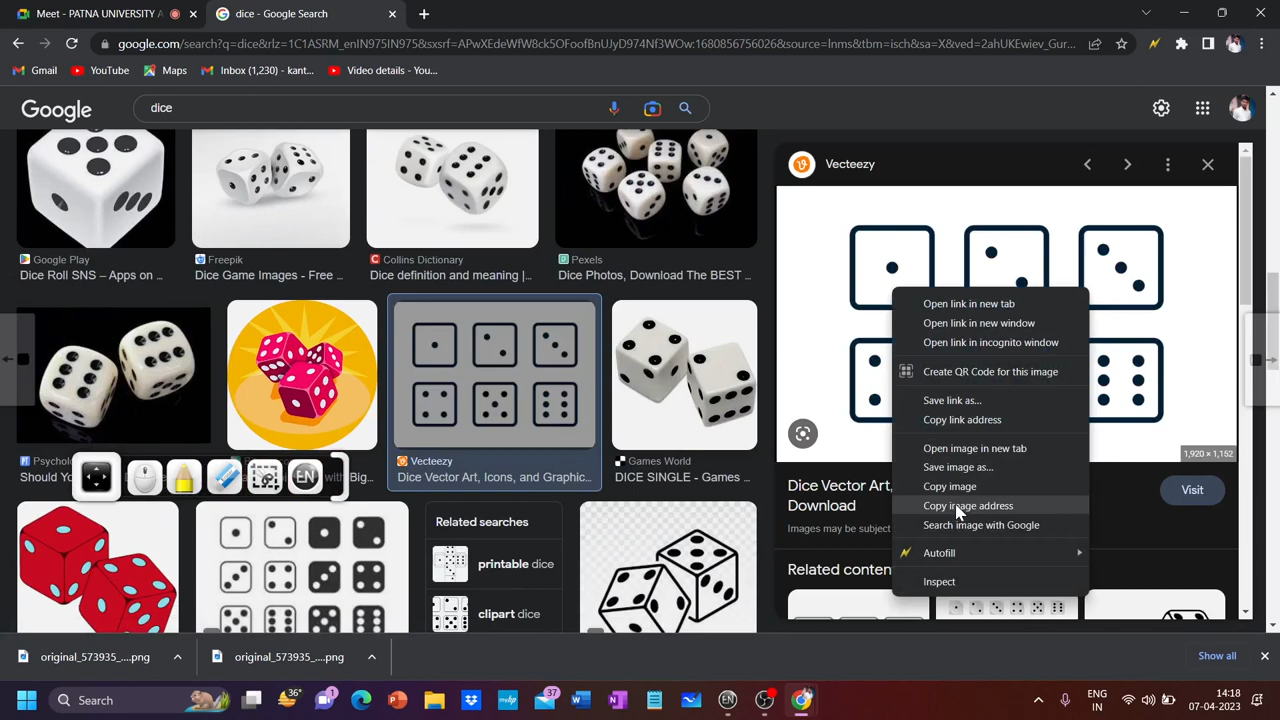 Meet - PATNA UNIVERSITY A
dice - Google Search
google.com/search?q=dice&rlz=1C1ASRM_enIN975IN975&sxsrf=APwXEdeWfW8ck5OFoofBnUJyD974Nf3WOw:1680856756026&source=lnms&tbm=isch&sa=X&ved=2ahUKEwiev_Gur...
Gmail
YouTube
Maps
Inbox (1,230) - kant...
Video details - You...
Google
dice
Google Play
Dice Roll SNS – Apps on ...
Freepik
Dice Game Images - Free ...
Collins Dictionary
Dice definition and meaning |...
Pexels
Dice Photos, Download The BEST ...
Should You
Big...
Vecteezy
Dice Vector Art, Icons, and Graphic...
Games World
DICE SINGLE - Games ...
EN
Related searches
printable dice
clipart dice
Vecteezy
1,920 × 1,152
Dice Vector Art,
Download
Visit
Images may be subject
Related conten
Open link in new tab
Open link in new window
Open link in incognito window
Create QR Code for this image
Save link as...
Copy link address
Open image in new tab
Save image as...
Copy image
Copy image address
Search image with Google
Autofill
Inspect
original_573935_....png
original_573935_....png
Show all
Search
36°
1
37
EN
ENG
IN
14:18
07-04-2023